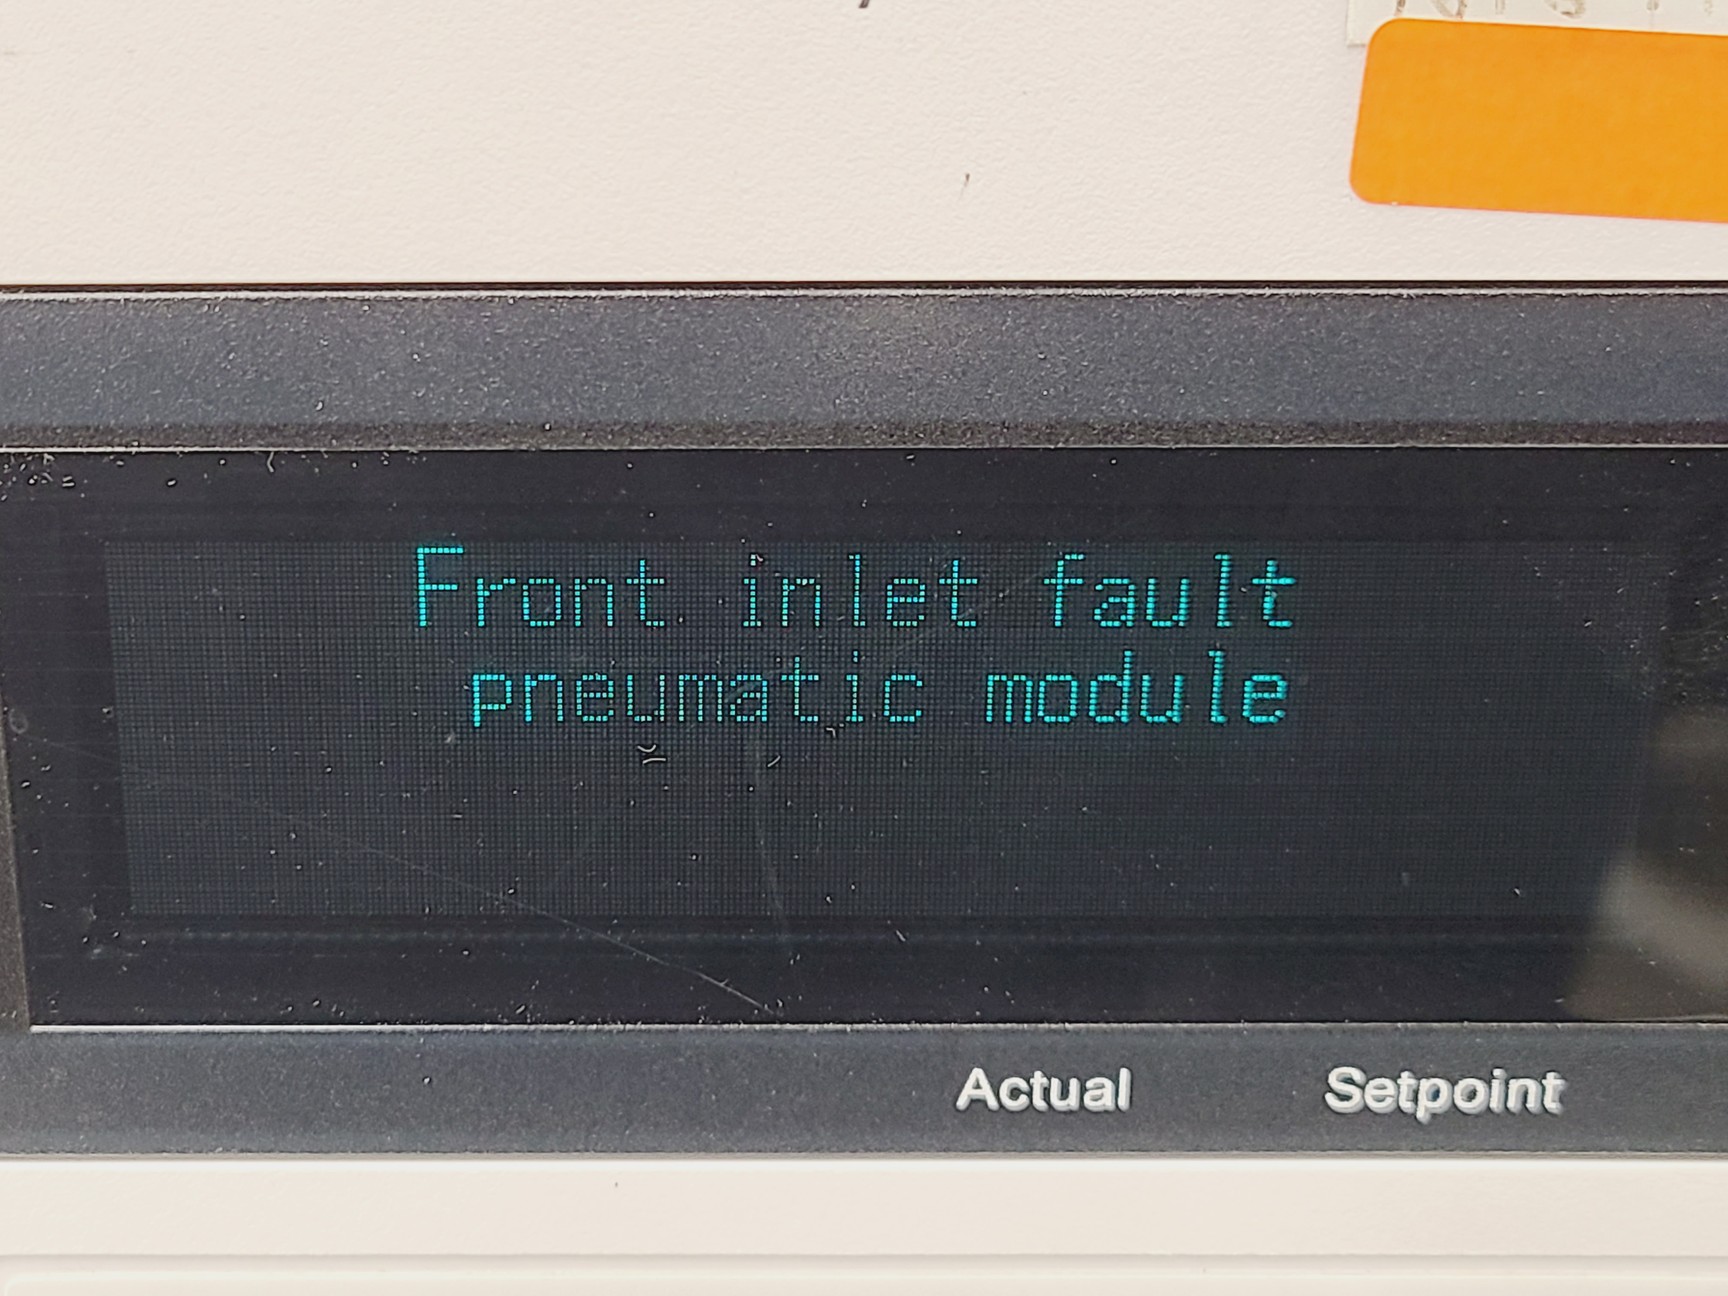 Front inlet fault
pneumatic module
Actual Setpoint